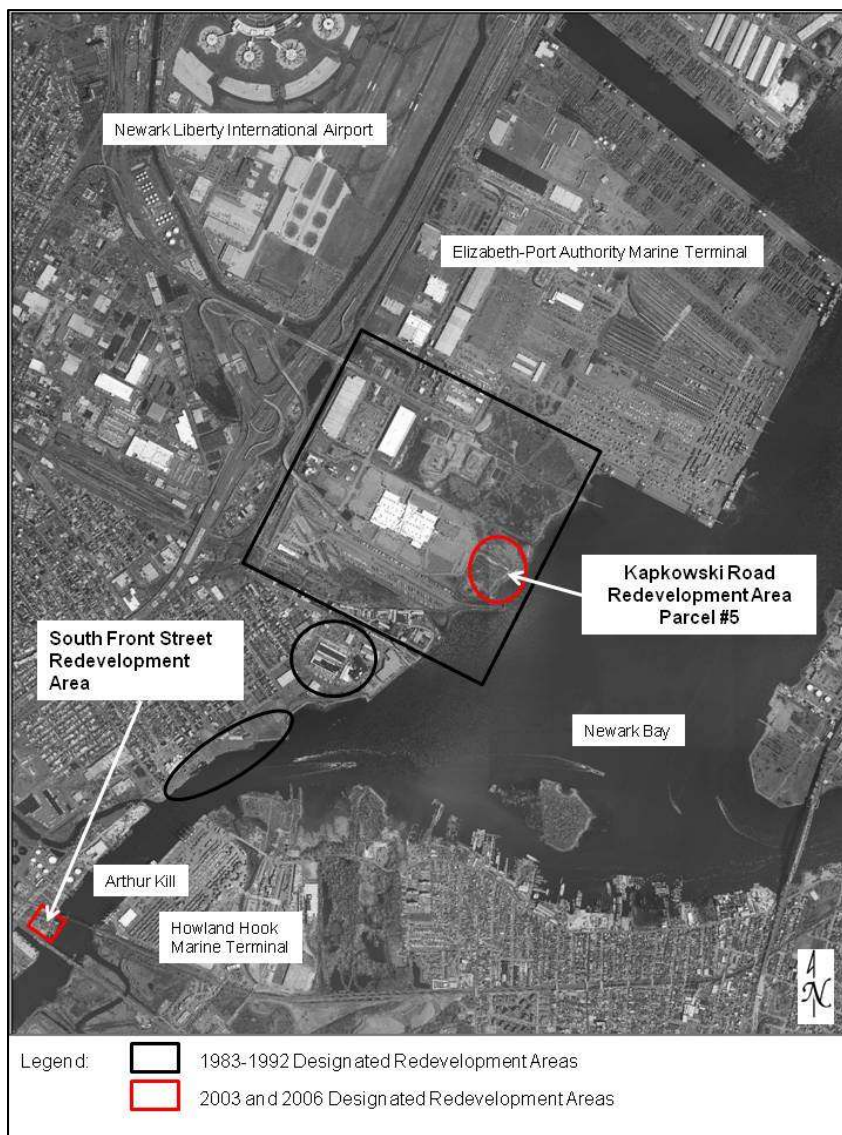 Newark Liberty International Airport
Elizabeth-Port Authority Marine Terminal
Kapkowski Road
Redevelopment Area
Parcel #5
South Front Street
Redevelopment
Area
Newark Bay
Arthur Kill
Howland Hook
Marine Terminal
N
Legend:
1983-1992 Designated Redevelopment Areas
2003 and 2006 Designated Redevelopment Areas